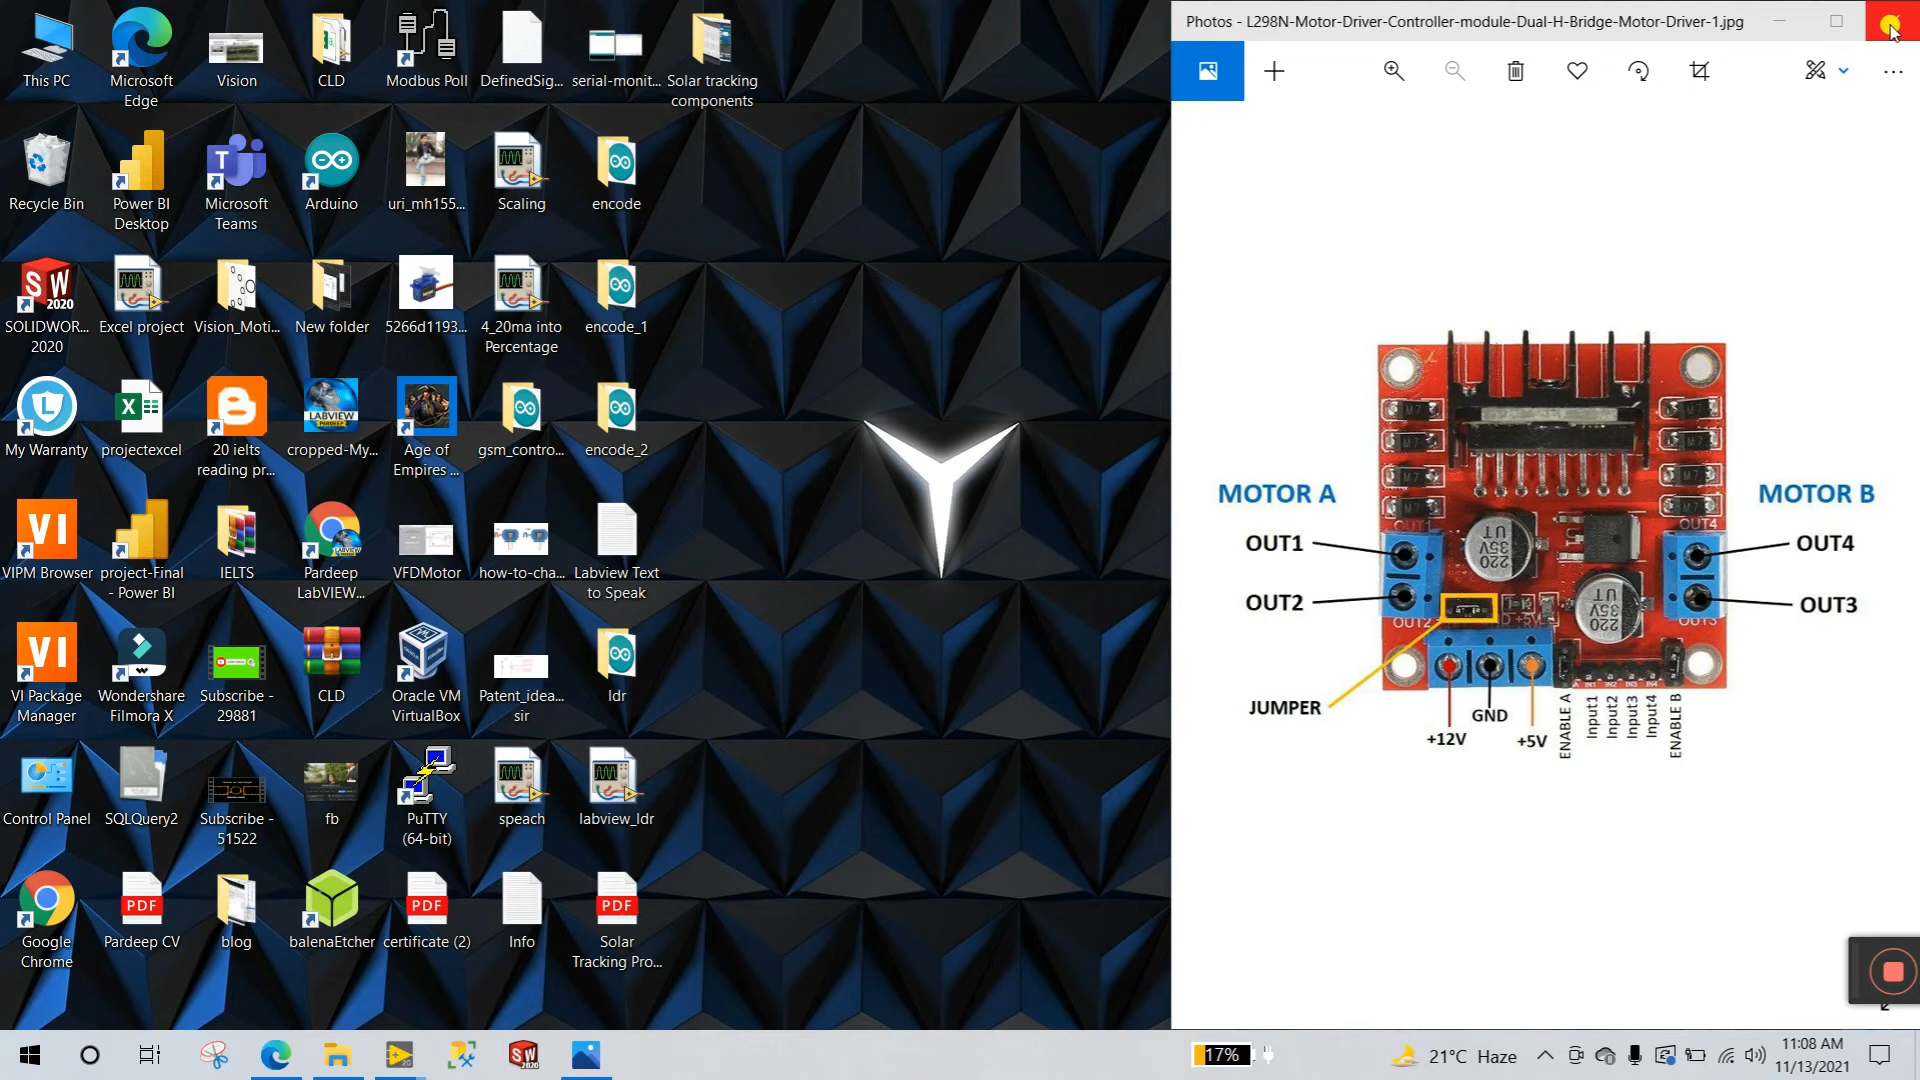 Photos - L298N-Motor-Driver-Controller-module-Dual-H-Bridge-Motor-Driver-1.jpg
This PC
Microsoft Edge
Vision
CLD
Modbus Poll
DefinedSig...
serial-monit...
Solar tracking components
Recycle Bin
Power BI Desktop
Microsoft Teams
Arduino
uri_mh155...
Scaling
encode
SOLIDWOR... 2020
Excel project
Vision_Moti...
New folder
5266d1193...
4_20ma into Percentage
encode_1
My Warranty
projectexcel
20 ielts reading pr...
cropped-My...
Age of Empires ...
gsm_contro...
encode_2
VIPM Browser
project-Final - Power BI
IELTS
Pardeep LabVIEW...
VFDMotor
how-to-cha...
Labview Text to Speak
VI Package Manager
Wondershare Filmora X
Subscribe - 29881
CLD
Oracle VM VirtualBox
Patent_idea... sir
ldr
Control Panel
SQLQuery2
Subscribe - 51522
fb
PuTTY (64-bit)
speach
labview_ldr
Google Chrome
Pardeep CV
blog
balenaEtcher
certificate (2)
Info
Solar Tracking Pro...
MOTOR A
MOTOR B
OUT1
OUT4
OUT2
OUT3
JUMPER
+12V
GND
+5V
ENABLE A
Input1
Input2
Input3
Input4
ENABLE B
17%
21°C Haze
11:08 AM
11/13/2021